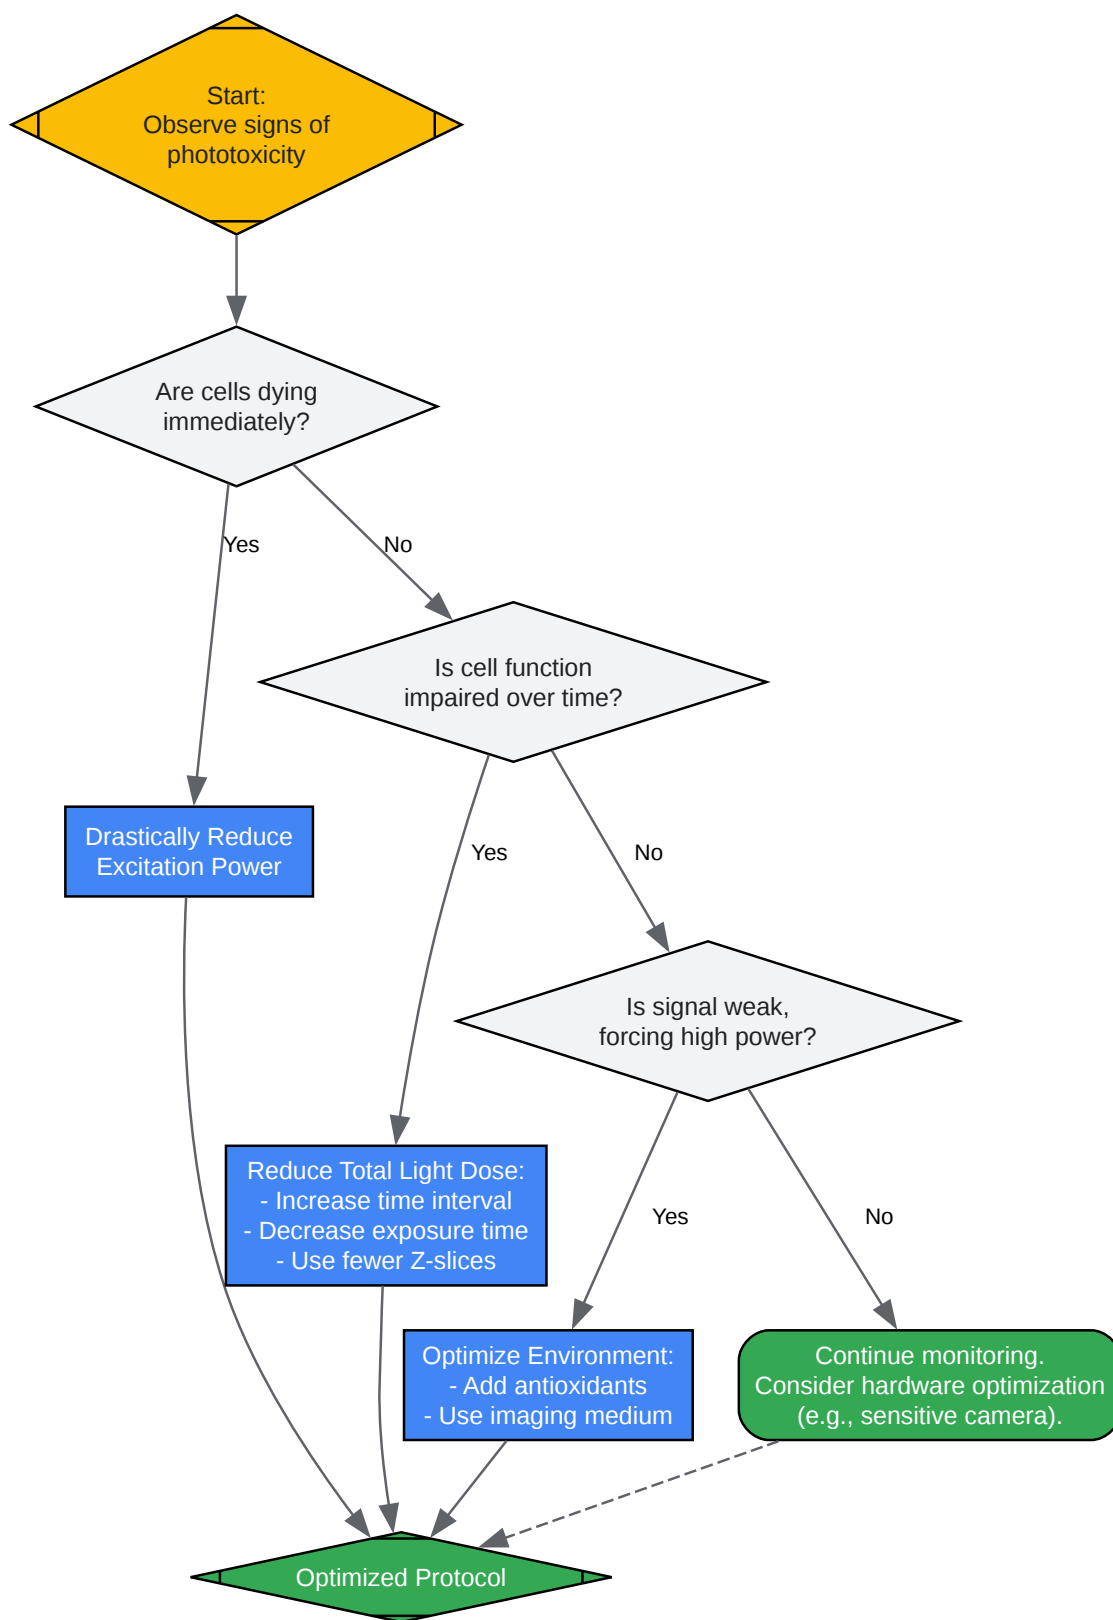 Start:
Observe signs of
phototoxicity
Are cells dying
immediately?
Yes
No
Is cell function
impaired over time?
Drastically Reduce
Excitation Power
Yes
No
Is signal weak,
forcing high power?
Reduce Total Light Dose:
- Increase time interval
- Decrease exposure time
- Use fewer Z-slices
Yes
No
Optimize Environment:
- Add antioxidants
- Use imaging medium
Continue monitoring.
Consider hardware optimization
(e.g., sensitive camera).
Optimized Protocol